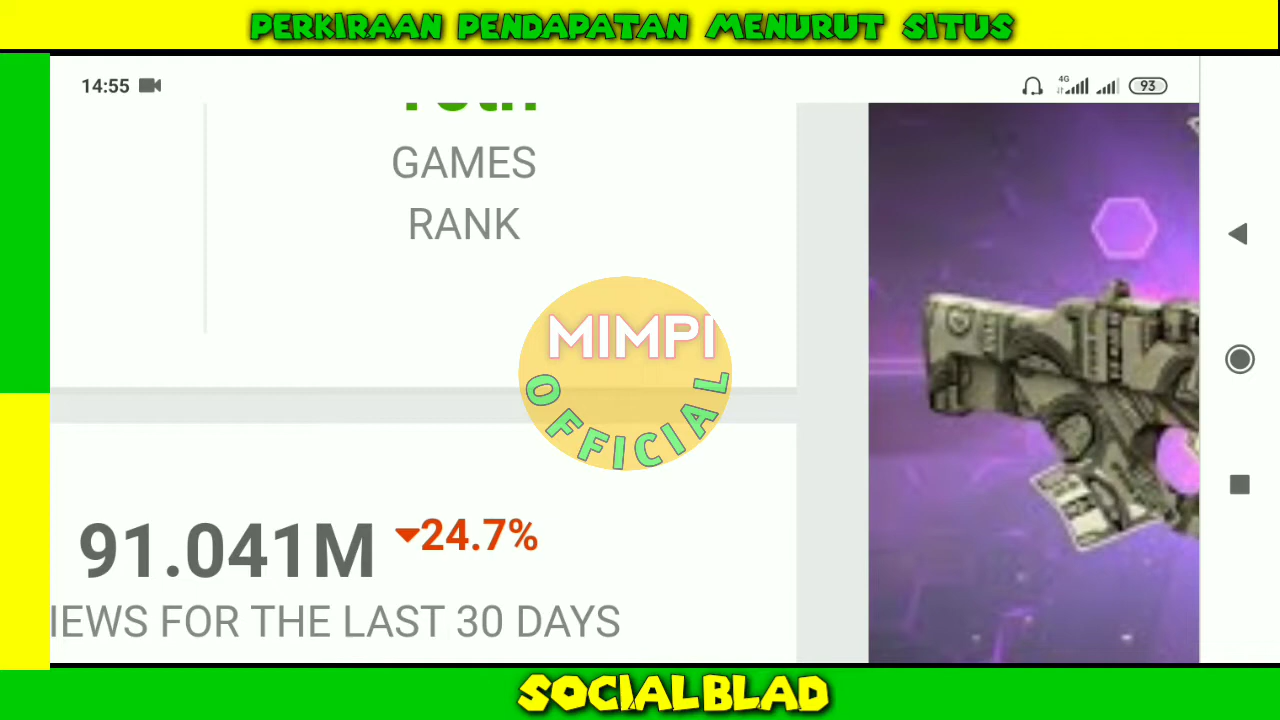 PERKIRAAN PENDAPATAN MENURUT SITUS
14:55
4G
93
GAMES
RANK
MIMPI
OFFICIAL
91.041M
24.7%
IEWS FOR THE LAST 30 DAYS
SOCIALBLAD